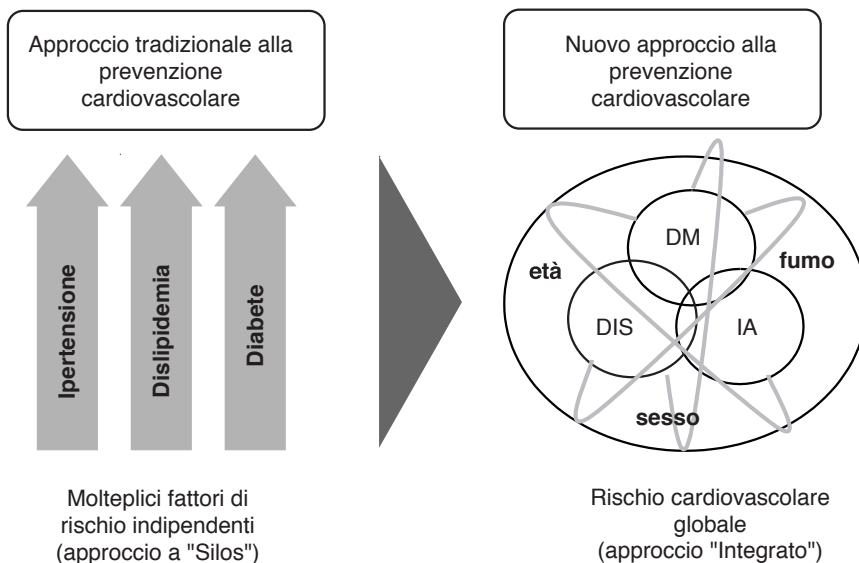 Approccio tradizionale alla
prevenzione
cardiovascolare
Ipertensione
Dislipidemia
Diabete
Molteplici fattori di
rischio indipendenti
(approccio a "Silos")
Nuovo approccio alla
prevenzione
cardiovascolare
DM
età
fumo
DIS
IA
sesso
Rischio cardiovascolare
globale
(approccio "Integrato")